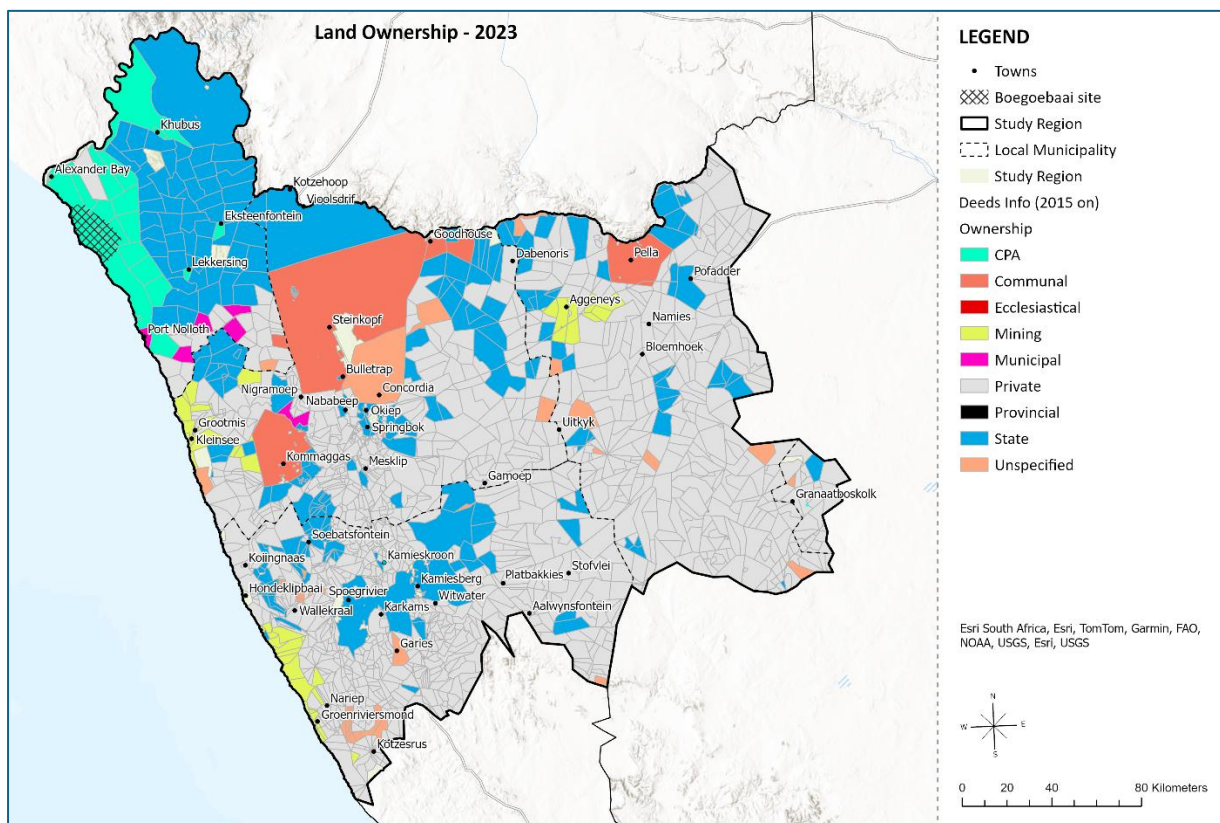 Land Ownership - 2023
Khubus
Alexander Bay
Kotzehoop
Vioolsdrif
Eksteenfontein
Goodhouse
Lekkersing
Dabenoris
Pella
Pofadder
Port Nolloth
Steinkopf
Aggeneys
Namies
Bulletrap
Bloemhoek
Nigramoep
Concordia
Nababeep
Okiep
Grootmis
Springbok
Uitkyk
Kleinsee
Kommaggas
Mesklip
Gamoep
Granaatboskolk
Soebatsfontein
Koiingnaas
Kamieskroon
Stofvlei
Hondeklipbaai
Spoegrivier
Kamiesberg
Platbakkies
Wallekraal
Karkams
Witwater
Aalwynsfontein
Garies
Nariep
Groenriviersmond
Kotzesrus
LEGEND
Towns
Boegoebaai site
Study Region
Local Municipality
Study Region
Deeds Info (2015 on)
Ownership
CPA
Communal
Ecclesiastical
Mining
Municipal
Private
Provincial
State
Unspecified
Esri South Africa, Esri, TomTom, Garmin, FAO,
NOAA, USGS, Esri, USGS
N
W E
S
0 20 40 80 Kilometers